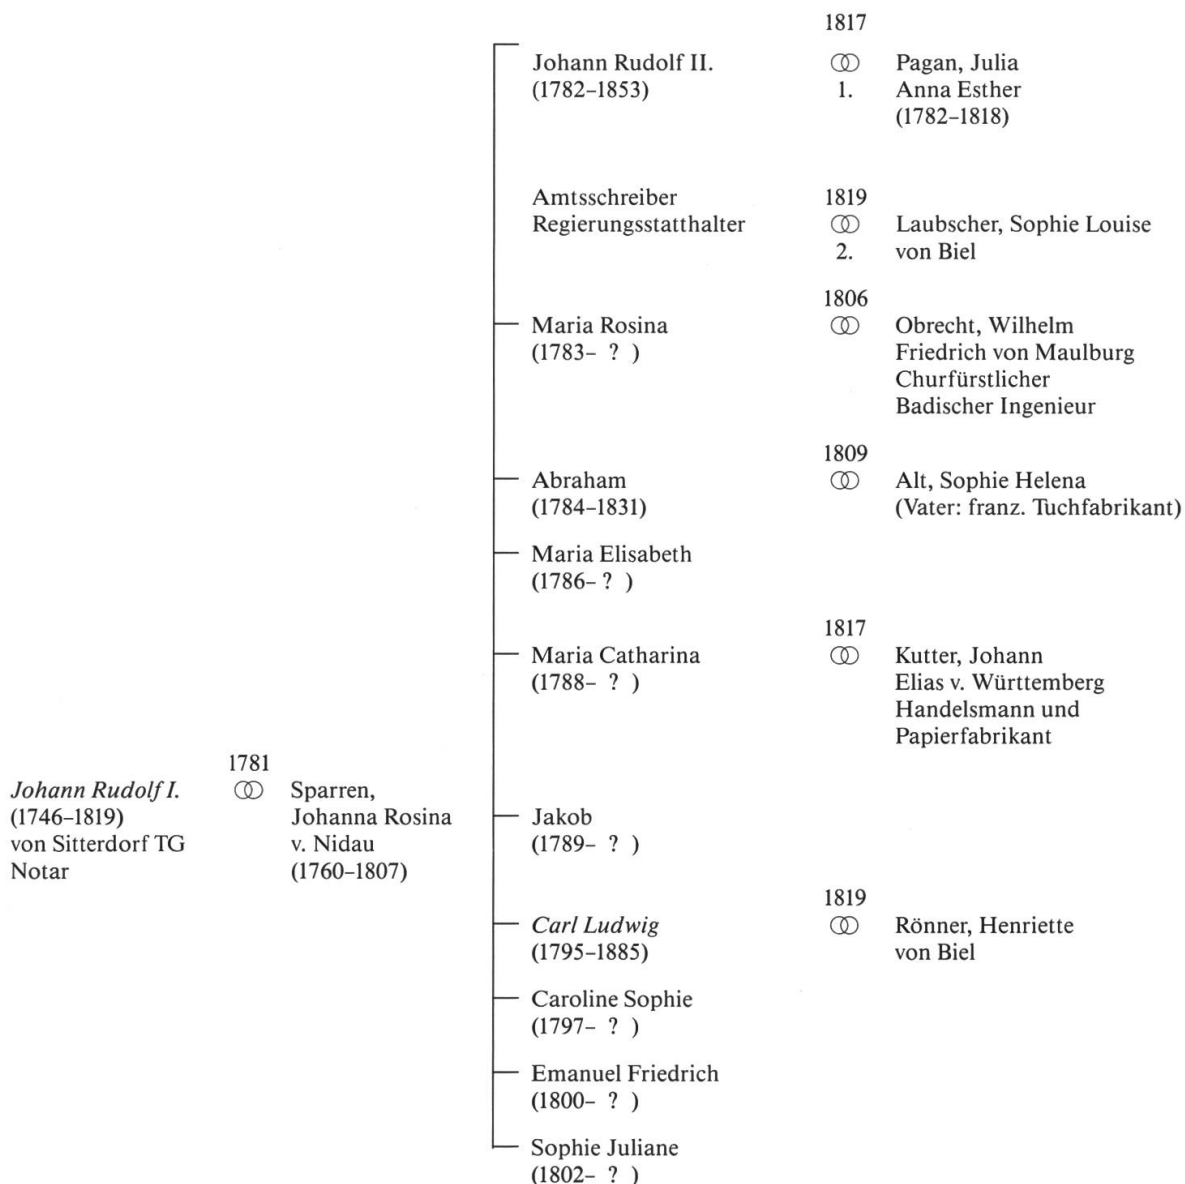 1817
Johann Rudolf II. ⚭ Pagan, Julia
(1782–1853) 1. Anna Esther
(1782–1818)
Amtsschreiber 1819
Regierungsstatthalter ⚭ Laubscher, Sophie Louise
2. von Biel
1806
Maria Rosina ⚭ Obrecht, Wilhelm
(1783– ? ) Friedrich von Maulburg
Churfürstlicher
Badischer Ingenieur
1809
Abraham ⚭ Alt, Sophie Helena
(1784–1831) (Vater: franz. Tuchfabrikant)
Maria Elisabeth
(1786– ? )
1817
Maria Catharina ⚭ Kutter, Johann
(1788– ? ) Elias v. Württemberg
Handelsmann und
Papierfabrikant
1781
Johann Rudolf I. ⚭ Sparren,
(1746–1819) Johanna Rosina
von Sitterdorf TG v. Nidau
Notar (1760–1807)
Jakob
(1789– ? )
1819
Carl Ludwig ⚭ Rönner, Henriette
(1795–1885) von Biel
Caroline Sophie
(1797– ? )
Emanuel Friedrich
(1800– ? )
Sophie Juliane
(1802– ? )